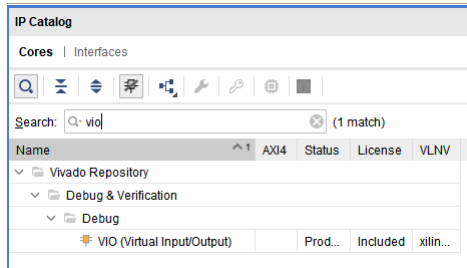 IP Catalog
Cores | Interfaces
Search: vio (1 match)
Name ^1 AXI4 Status License VLNV
Vivado Repository
Debug & Verification
Debug
VIO (Virtual Input/Output) Prod... Included xilin...